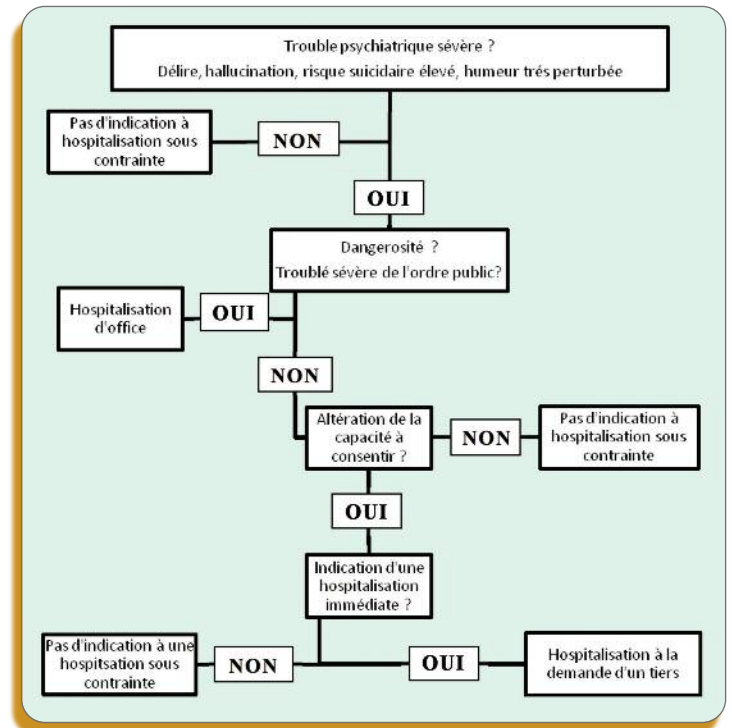 Trouble psychiatrique sévère ?
Délire, hallucination, risque suicidaire élevé, humeur trés perturbée
Pas d'indication à
hospitalisation sous
contrainte
NON
OUI
Dangerosité ?
Troublé sévère de l'ordre public?
Hospitalisation
d'office
OUI
NON
Altération de la
capacité à
consentir ?
NON
Pas d'indication à
hospitalisation sous
contrainte
OUI
Indication d'une
hospitalisation
immédiate ?
Pas d'indication à une
hospitsation sous
contrainte
NON
OUI
Hospitalisation à la
demande d'un tiers